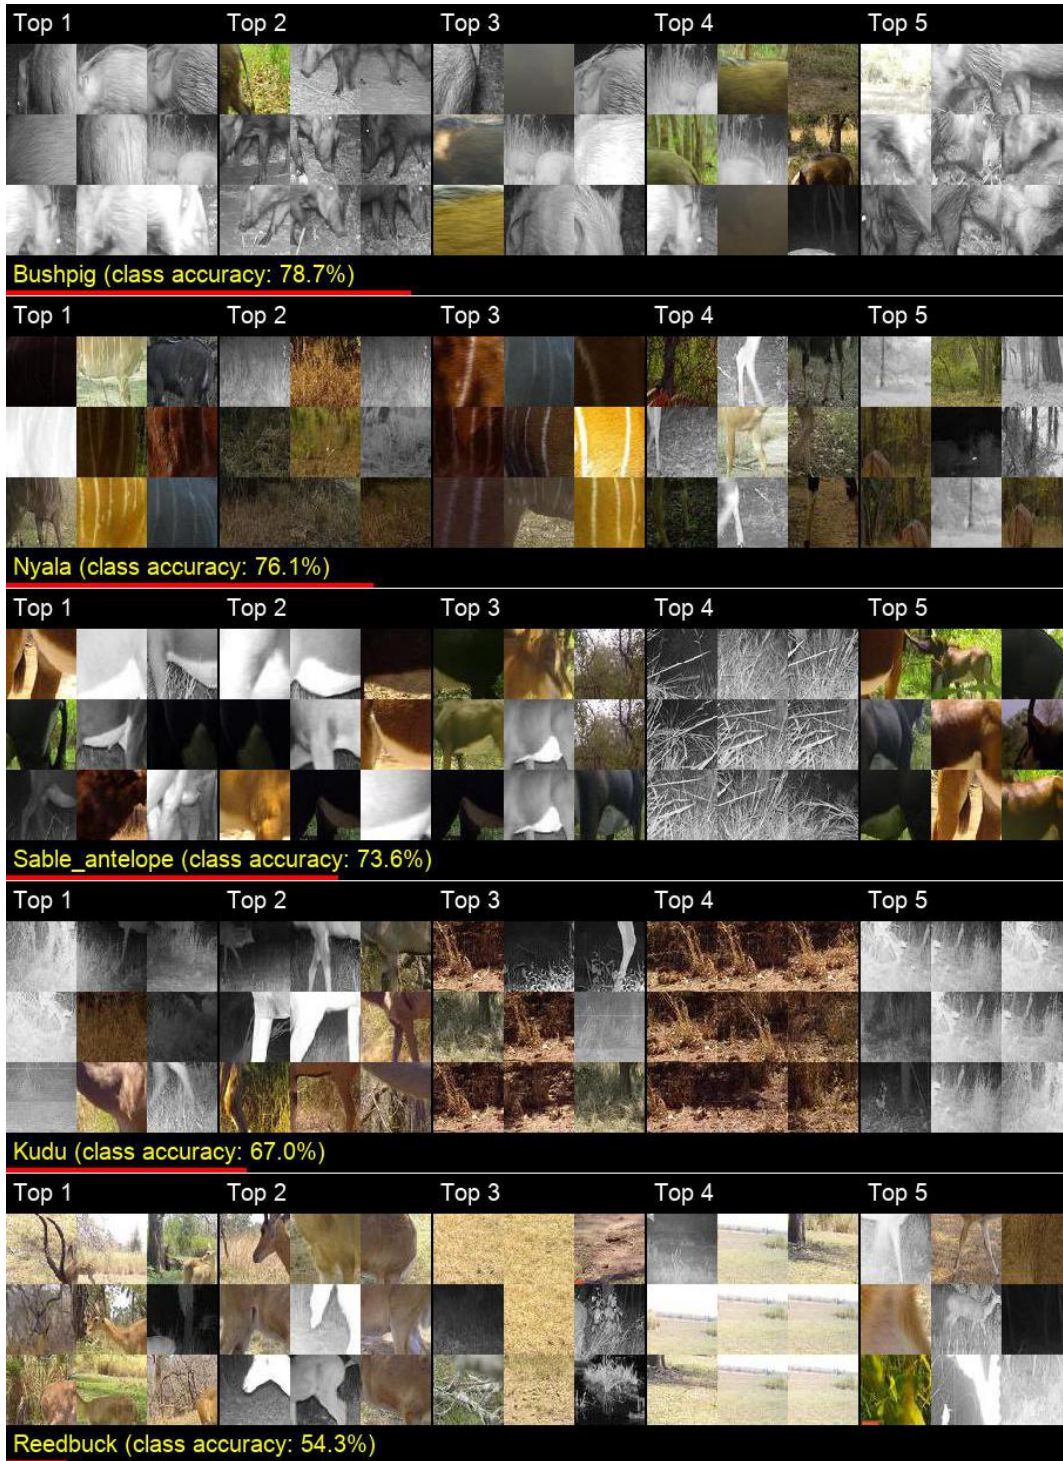 Top 1 Top 2 Top 3 Top 4 Top 5
Bushpig (class accuracy: 78.7%)
Top 1 Top 2 Top 3 Top 4 Top 5
Nyala (class accuracy: 76.1%)
Top 1 Top 2 Top 3 Top 4 Top 5
Sable_antelope (class accuracy: 73.6%)
Top 1 Top 2 Top 3 Top 4 Top 5
Kudu (class accuracy: 67.0%)
Top 1 Top 2 Top 3 Top 4 Top 5
Reedbuck (class accuracy: 54.3%)